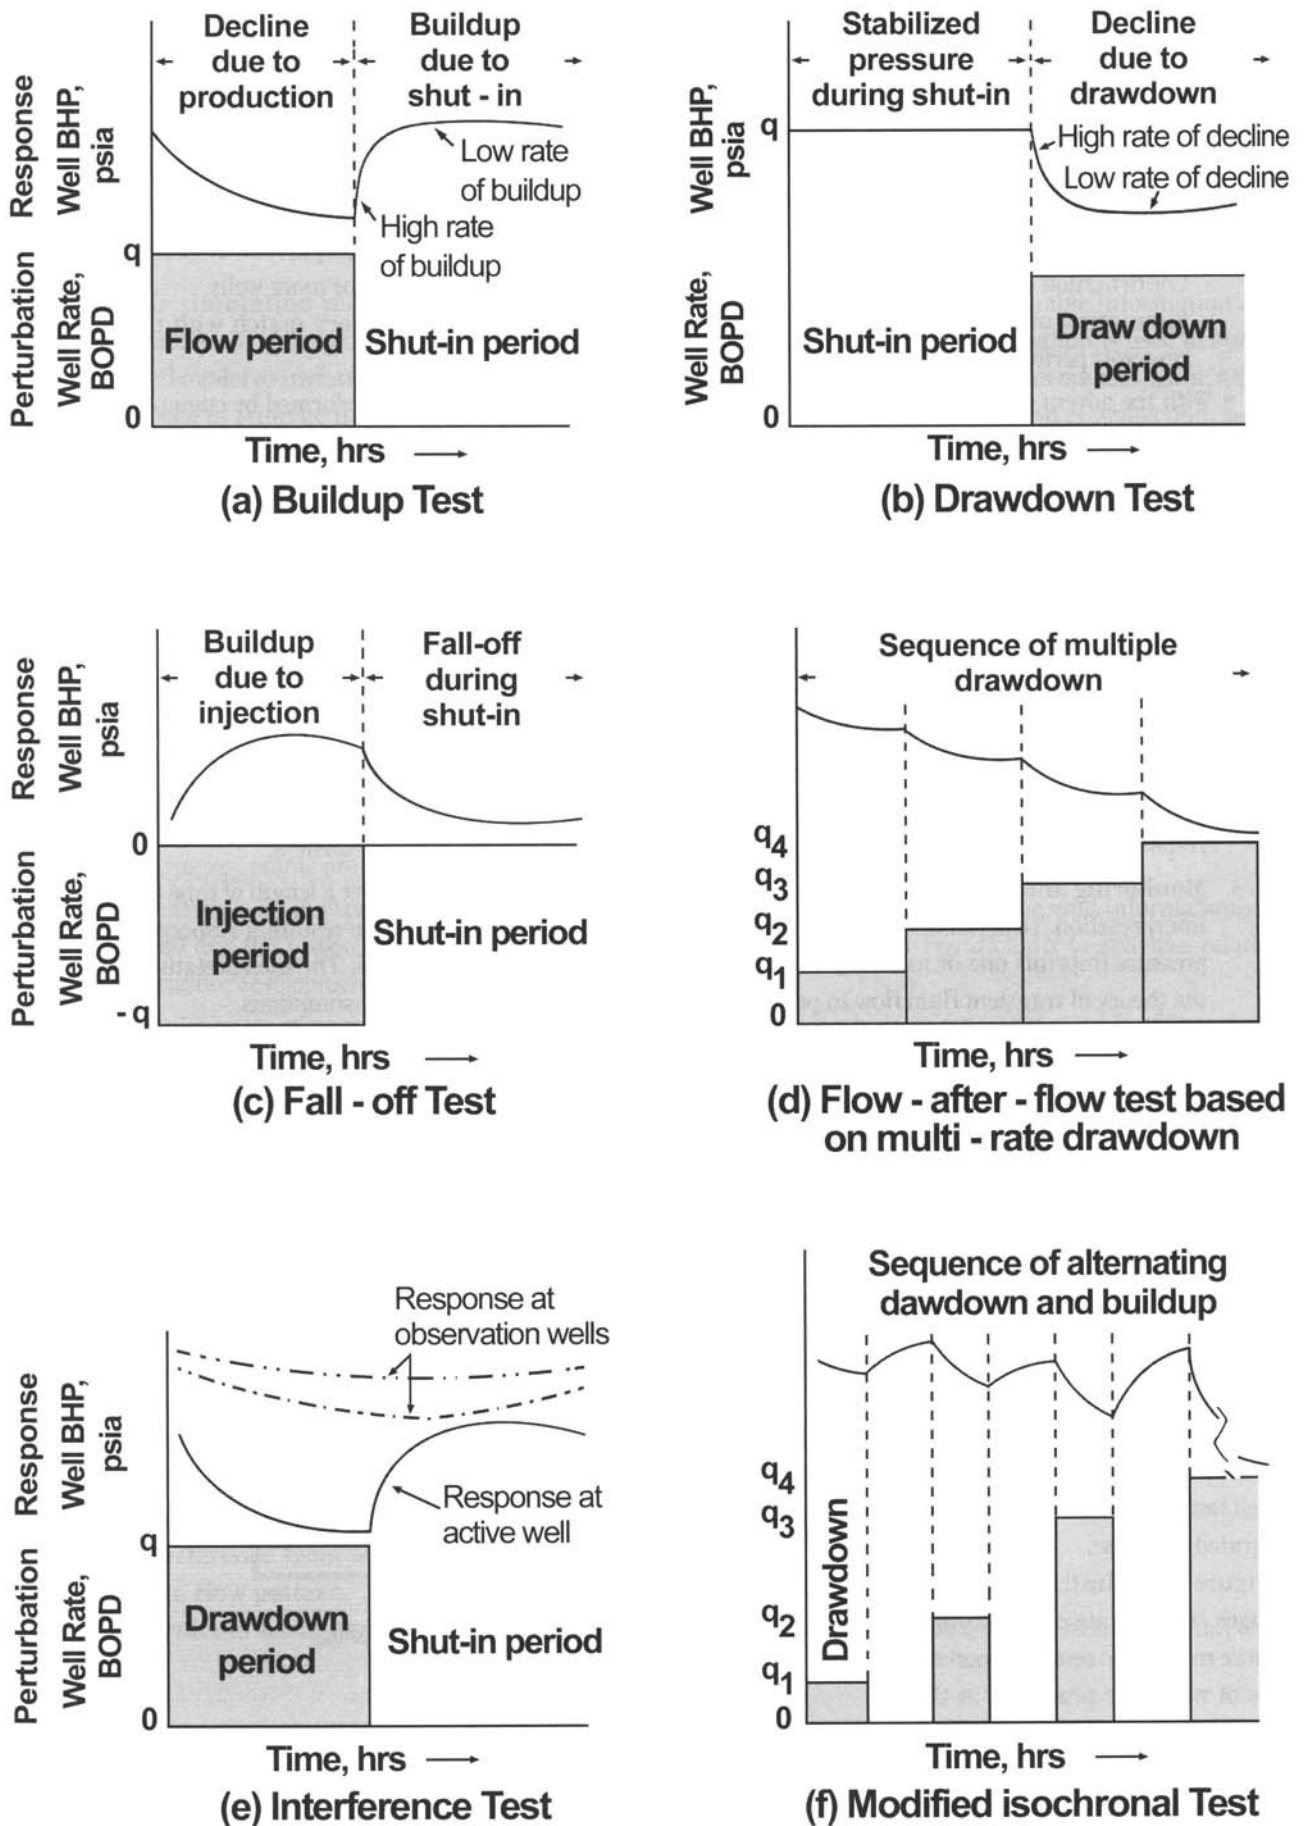 Decline
due to
production
Buildup
due to
shut - in
Response
Well BHP,
psia
Low rate
of buildup
High rate
of buildup
Perturbation
Well Rate,
BOPD
q
Flow period
Shut-in period
0
Time, hrs
(a) Buildup Test
Stabilized
pressure
during shut-in
Decline
due to
drawdown
Well BHP,
psia
q
High rate of decline
Low rate of decline
Well Rate,
BOPD
Shut-in period
Draw down
period
0
Time, hrs
(b) Drawdown Test
Buildup
due to
injection
Fall-off
during
shut-in
Response
Well BHP,
psia
0
Perturbation
Well Rate,
BOPD
Injection
period
Shut-in period
- q
Time, hrs
(c) Fall - off Test
Sequence of multiple
drawdown
q4
q3
q2
q1
0
Time, hrs
(d) Flow - after - flow test based
on multi - rate drawdown
Response at
observation wells
Response
Well BHP,
psia
Response at
active well
q
Perturbation
Well Rate,
BOPD
Drawdown
period
Shut-in period
0
Time, hrs
(e) Interference Test
Sequence of alternating
dawdown and buildup
q4
q3
q2
q1
0
Drawdown
Time, hrs
(f) Modified isochronal Test